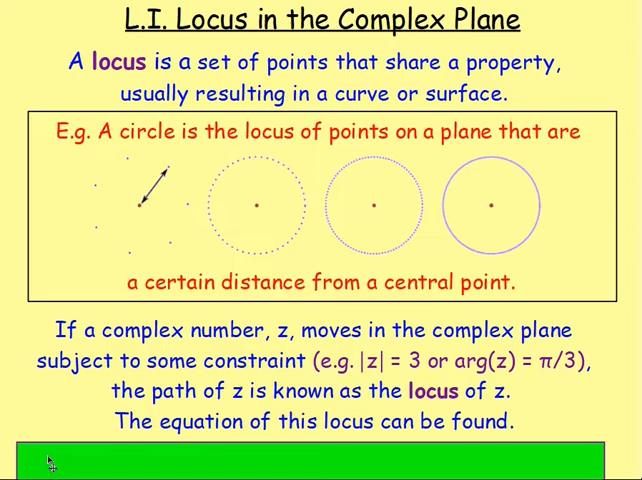 L.I. Locus in the Complex Plane
A locus is a set of points that share a property,
usually resulting in a curve or surface.
E.g. A circle is the locus of points on a plane that are
a certain distance from a central point.
If a complex number, z, moves in the complex plane
subject to some constraint (e.g. |z| = 3 or arg(z) = π/3),
the path of z is known as the locus of z.
The equation of this locus can be found.